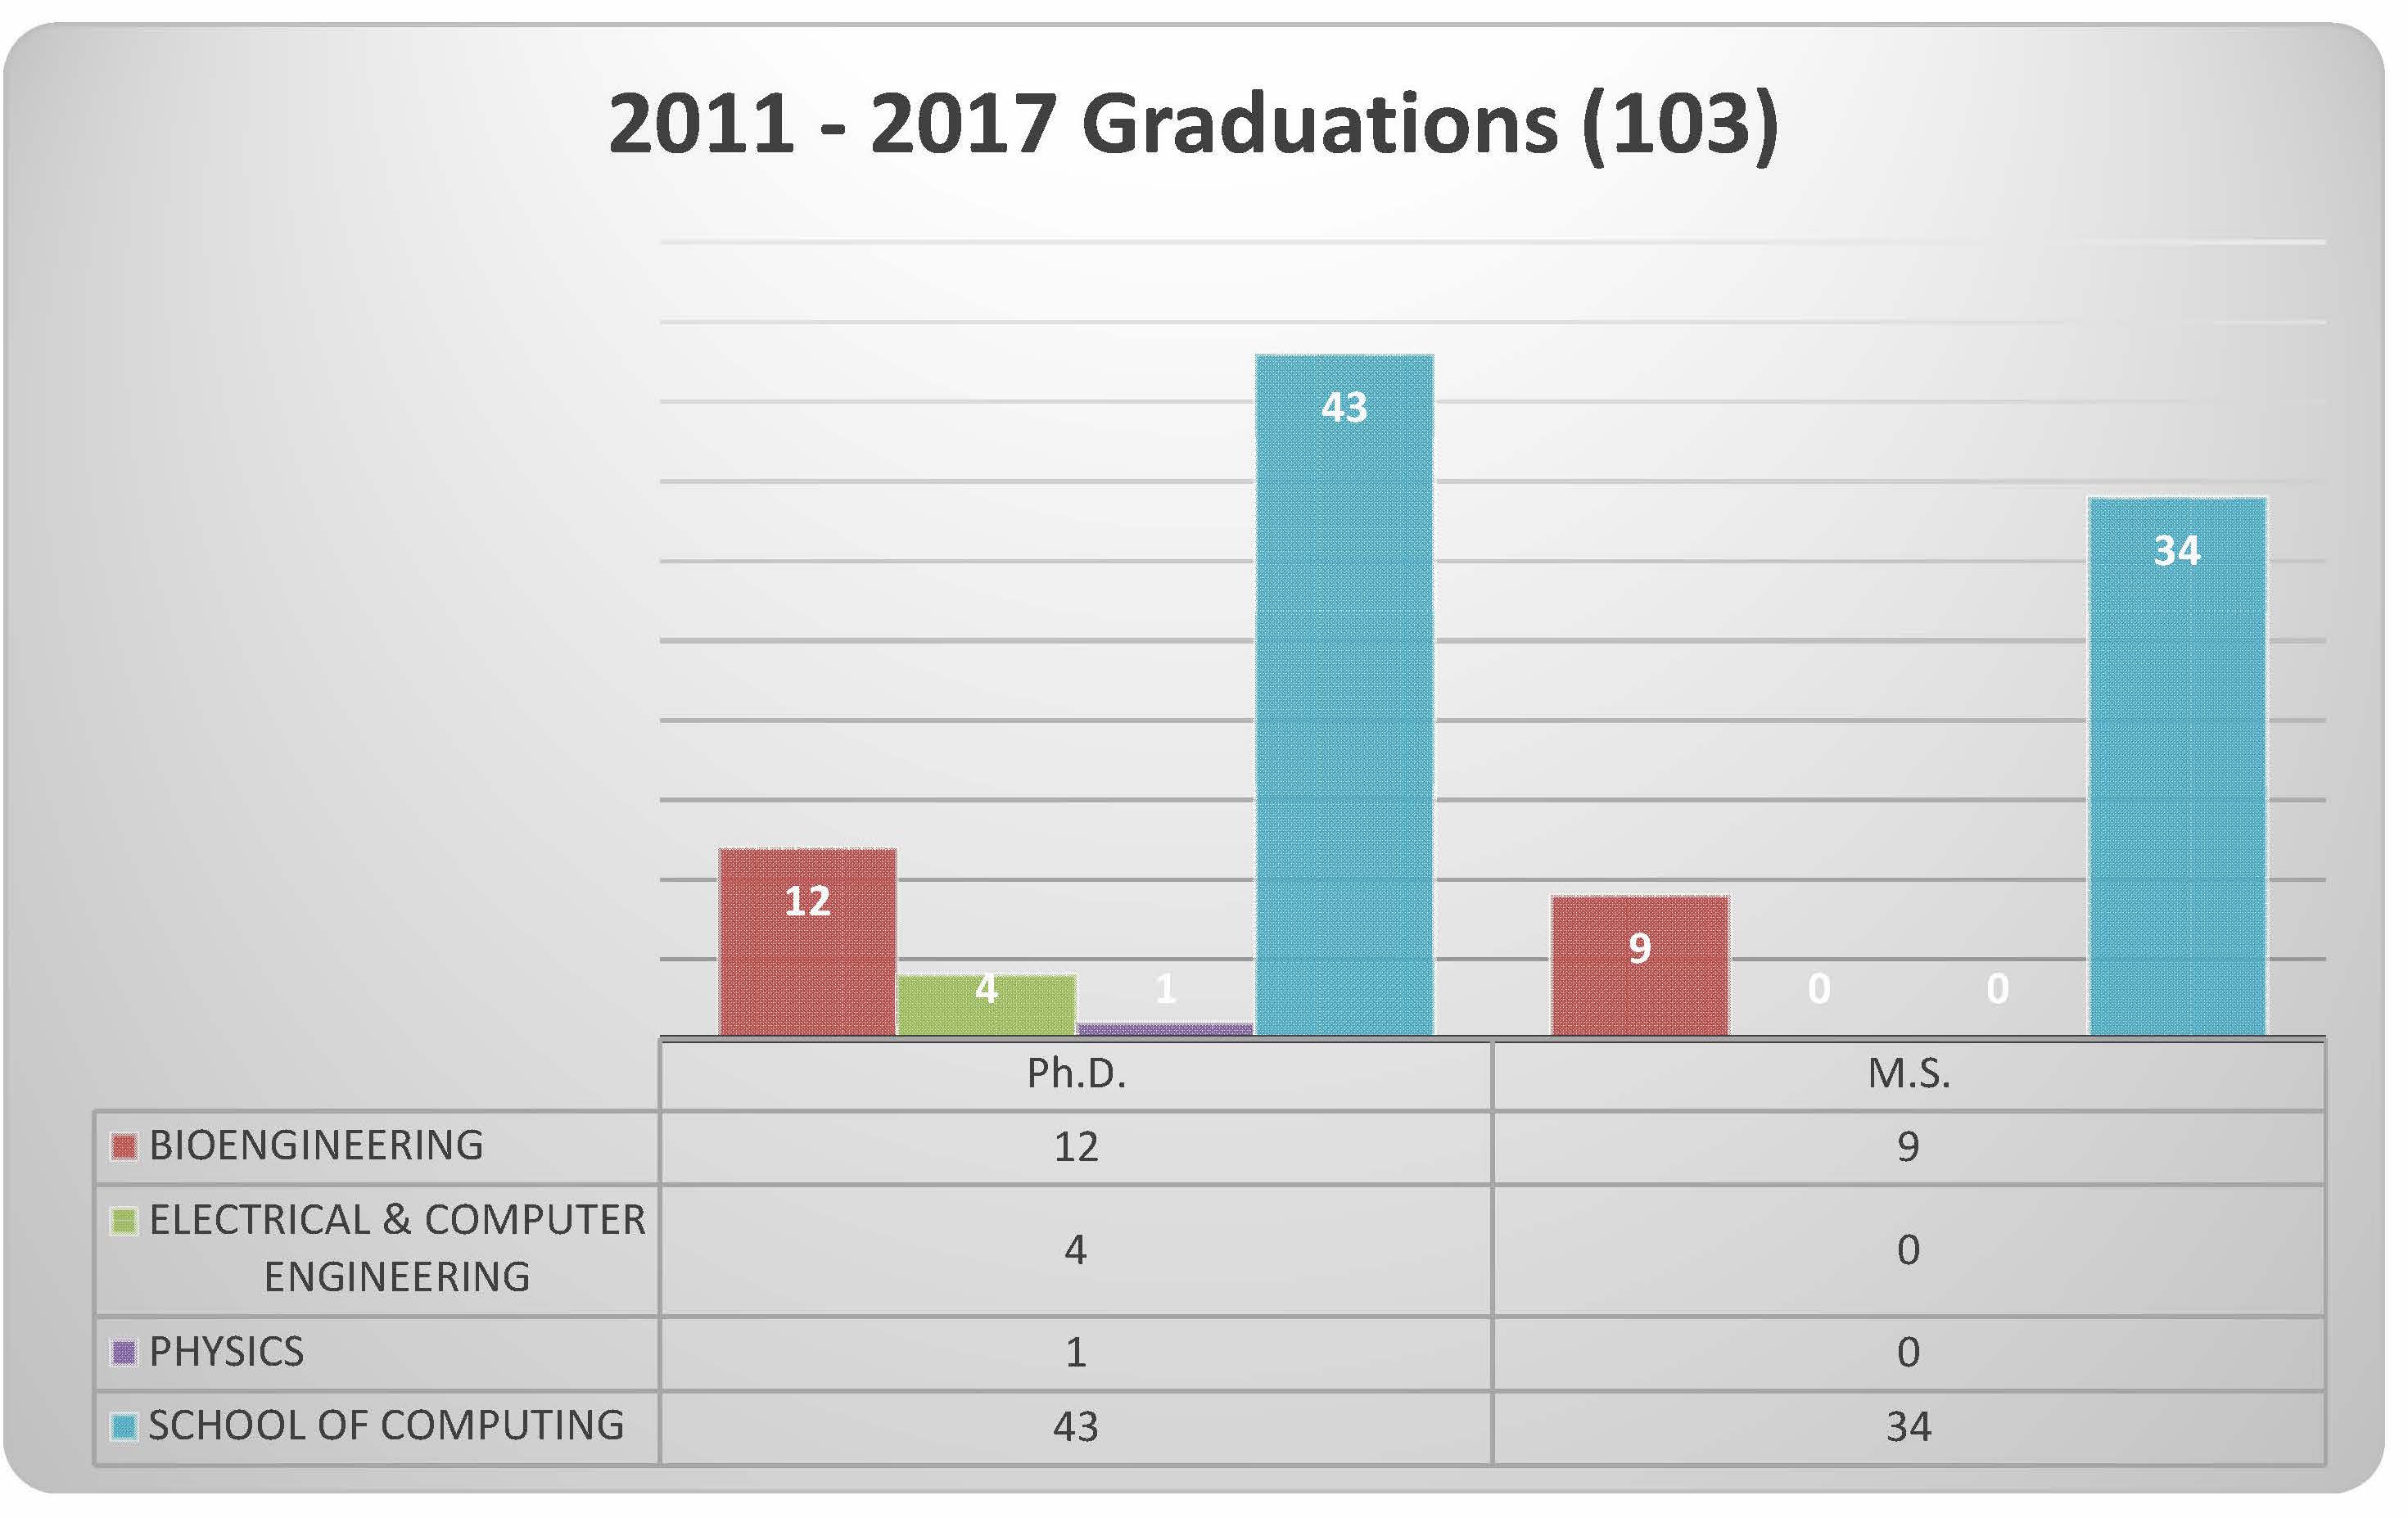 2011 - 2017 Graduations (103)
43
34
12
9
4
1
0
0
Ph.D. M.S.
BIOENGINEERING 12 9
ELECTRICAL & COMPUTER
ENGINEERING 4 0
PHYSICS 1 0
SCHOOL OF COMPUTING 43 34